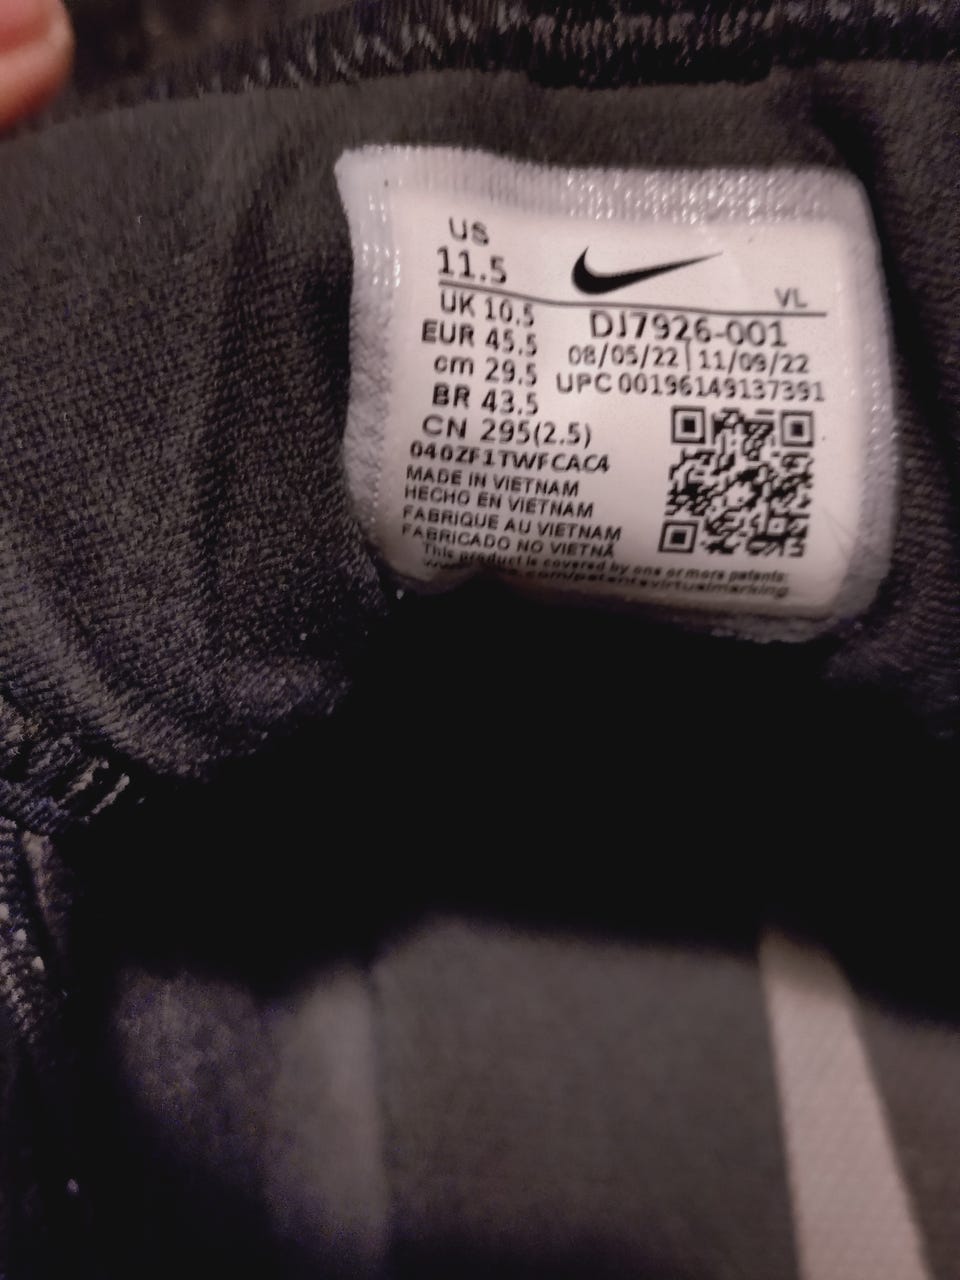 US
11.5
UK 10.5
EUR 45.5
cm 29.5
BR 43.5
CN 295(2.5)
040ZF1TWFCAC4
MADE IN VIETNAM
HECHO EN VIETNAM
FABRIQUE AU VIETNAM
FABRICADO NO VIETNÃ
This product is covered by one or more patents:
VL
DJ7926-001
08/05/22 | 11/09/22
UPC 00196149137391